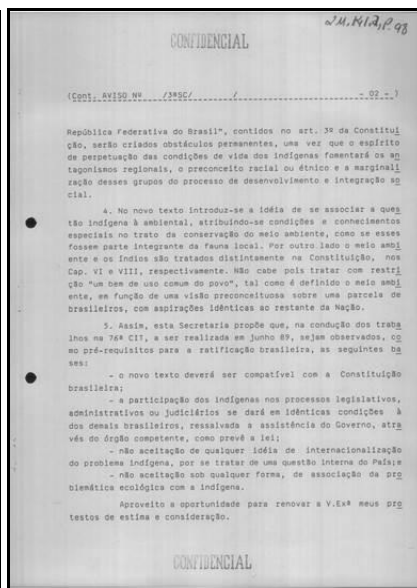 2M.141.2,P.98
CONFIDENCIAL
(Cont. AVISO Nº /3ªSC/ / - 02 - )
República Federativa do Brasil", contidos no art. 3º da Constitui
ção, serão criados obstáculos permanentes, uma vez que o espírito
de perpetuação das condições de vida dos indígenas fomentará os an
tagonismos regionais, o preconceito racial ou étnico e a marginali
zação desses grupos do processo de desenvolvimento e integração so
cial.
4. No novo texto introduz-se a idéia de se associar a ques
tão indígena à ambiental, atribuindo-se condições e conhecimentos
especiais no trato da conservação do meio ambiente, como se esses
fossem parte integrante da fauna local. Por outro lado o meio ambi
ente e os índios são tratados distintamente na Constituição, nos
Cap. VI e VIII, respectivamente. Não cabe pois tratar com restri
ção "um bem de uso comum do povo", tal como é definido o meio ambi
ente, em função de uma visão preconceituosa sobre uma parcela de
brasileiros, com aspirações idênticas ao restante da Nação.
5. Assim, esta Secretaria propõe que, na condução dos traba
lhos na 76ª CIT, a ser realizada em junho 89, sejam observados, co
mo pré-requisitos para a ratificação brasileira, as seguintes ba
ses:
- o novo texto deverá ser compatível com a Constituição
brasileira;
- a participação dos indígenas nos processos legislativos,
administrativos ou judiciários se dará em idênticas condições à
dos demais brasileiros, ressalvada a assistência do Governo, atra
vés do órgão competente, como prevê a lei;
- não aceitação de qualquer idéia de internacionalização
do problema indígena, por se tratar de uma questão interna do País;e
- não aceitação sob qualquer forma, de associação da pro
blemática ecológica com a indígena.
Aproveito a oportunidade para renovar a V.Exª meus pro
testos de estima e consideração.
CONFIDENCIAL